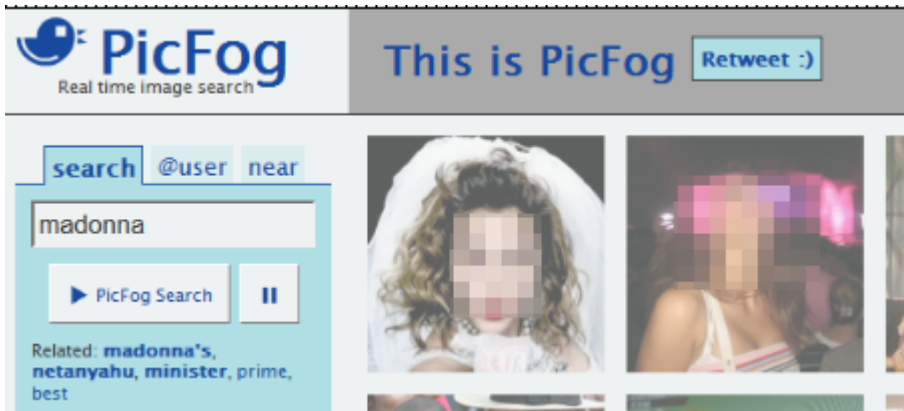 PicFog
Real time image search
This is PicFog
Retweet :)
search @user near
madonna
PicFog Search
Related: madonna's,
netanyahu, minister, prime,
best